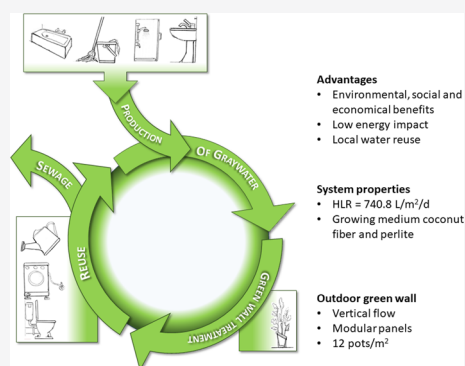 PRODUCTION
OF GRAYWATER
SEWAGE
REUSE
GREEN WALL TREATMENT
Advantages
• Environmental, social and
economical benefits
• Low energy impact
• Local water reuse
System properties
• HLR = 740.8 L/m²/d
• Growing medium coconut
fiber and perlite
Outdoor green wall
• Vertical flow
• Modular panels
• 12 pots/m²